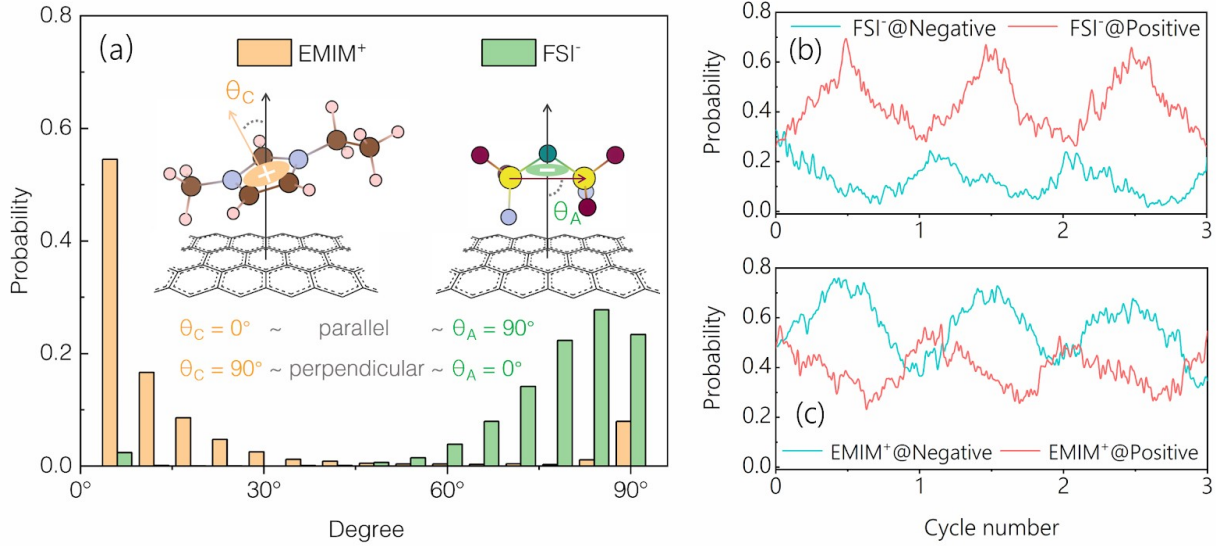 (a)
EMIM⁺
FSI⁻
θC
+
−
θA
θC = 0° ~ parallel ~ θA = 90°
θC = 90° ~ perpendicular ~ θA = 0°
0.8
0.6
0.4
0.2
0.0
Probability
0° 30° 60° 90°
Degree
(b)
FSI⁻@Negative FSI⁻@Positive
0.8
0.6
0.4
0.2
0.0
Probability
0 1 2 3
(c)
EMIM⁺@Negative EMIM⁺@Positive
0.8
0.6
0.4
0.2
0.0
Probability
0 1 2 3
Cycle number